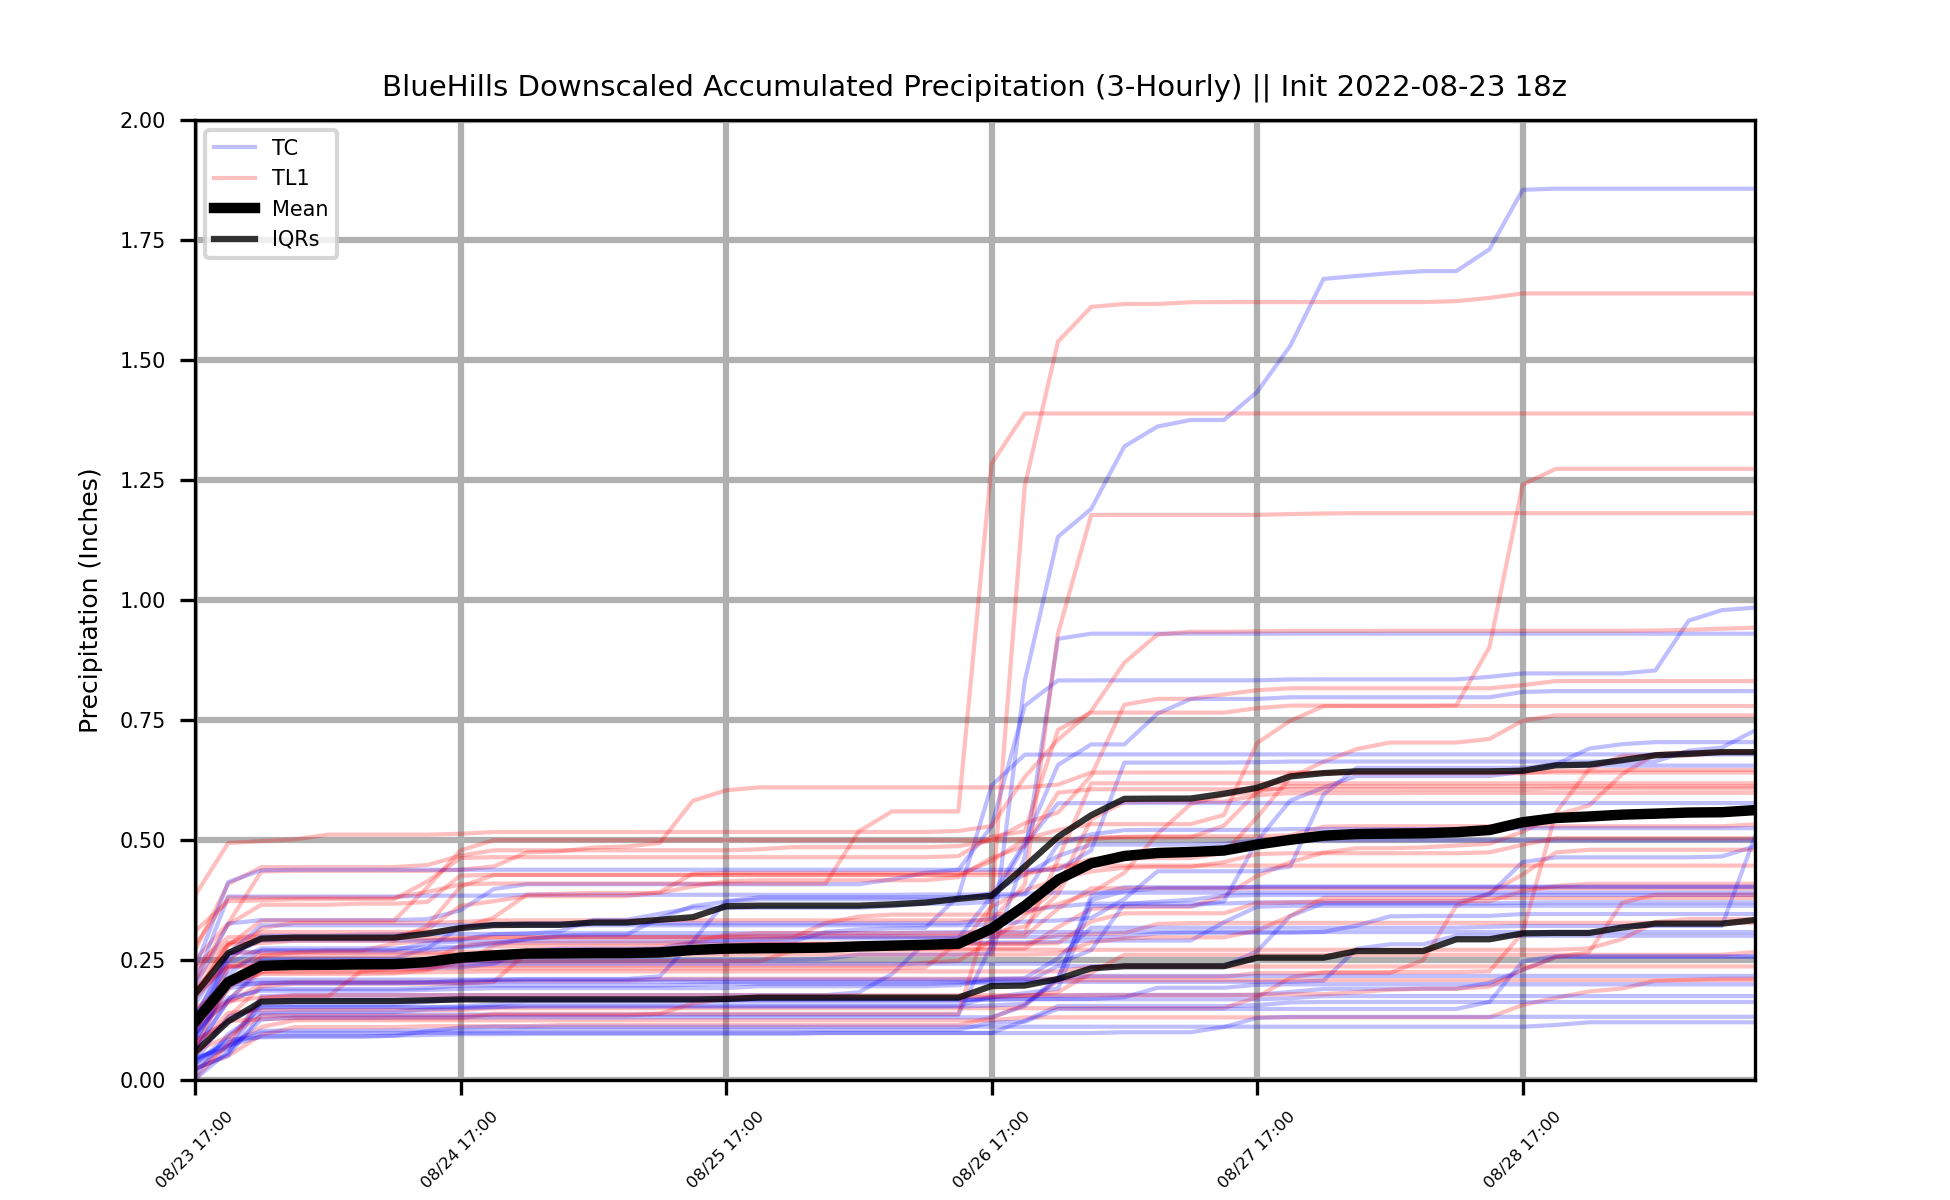 BlueHills Downscaled Accumulated Precipitation (3-Hourly) || Init 2022-08-23 18z
TC
TL1
Mean
IQRs
Precipitation (Inches)
2.00
1.75
1.50
1.25
1.00
0.75
0.50
0.25
0.00
08/23 17:00
08/24 17:00
08/25 17:00
08/26 17:00
08/27 17:00
08/28 17:00